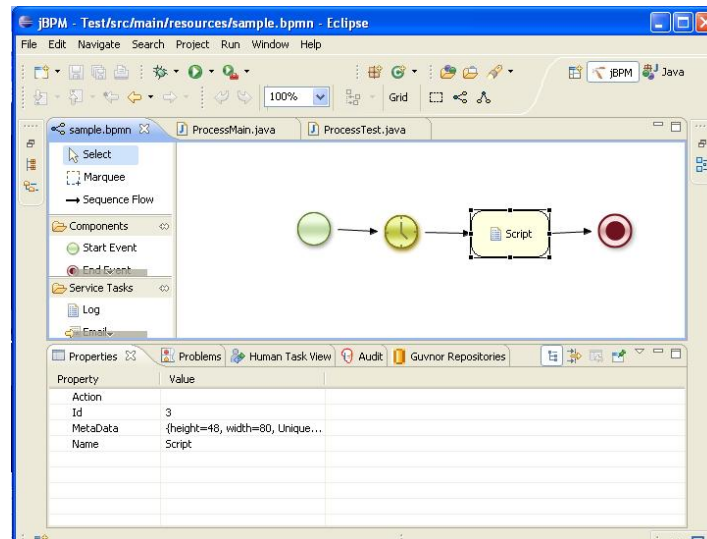 jBPM - Test/src/main/resources/sample.bpmn - Eclipse
File Edit Navigate Search Project Run Window Help
jBPM Java
100% Grid
sample.bpmn ProcessMain.java ProcessTest.java
Select
Marquee
Sequence Flow
Components
Start Event
End Event
Service Tasks
Log
Email
Script
Properties Problems Human Task View Audit Guvnor Repositories
Property Value
Action
Id 3
MetaData {height=48, width=80, Unique...
Name Script